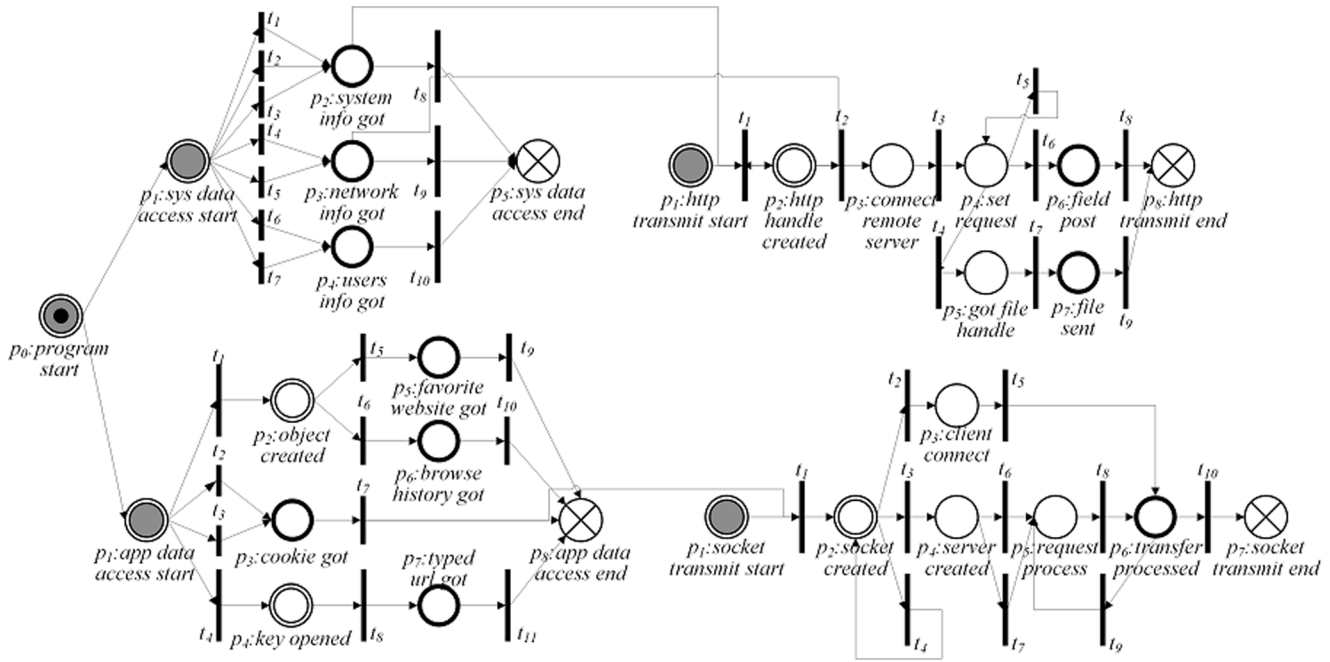 t1
t2
t3
t4
t5
t6
t7
p2:system
info got
p3:network
info got
p4:users
info got
t8
t9
t10
p1:sys data
access start
p5:sys data
access end
p0:program
start
t1
t2
t3
t4
t5
t6
t7
t8
t9
p1:http
transmit start
p2:http
handle
created
p3:connect
remote
server
p4:set
request
p6:field
post
p8:http
transmit end
p5:got file
handle
p7:file
sent
t1
t2
t3
t4
t5
t6
t7
t8
t9
t10
t11
p1:app data
access start
p2:object
created
p3:cookie got
p4:key opened
p5:favorite
website got
p6:browse
history got
p7:typed
url got
p8:app data
access end
t1
t2
t3
t4
t5
t6
t7
t8
t9
t10
p1:socket
transmit start
p2:socket
created
p3:client
connect
p4:server
created
p5:request
process
p6:transfer
processed
p7:socket
transmit end